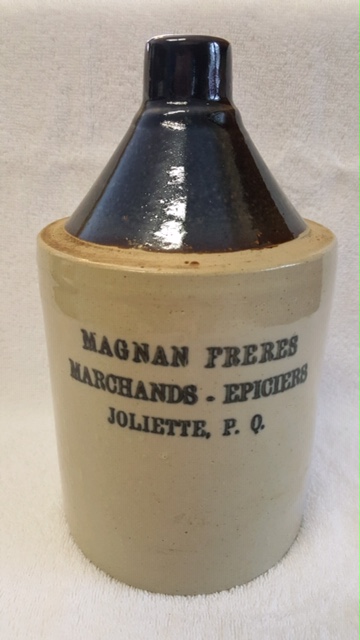 MAGNAN FRERES
MARCHANDS - EPICIERS
JOLIETTE, P. Q.